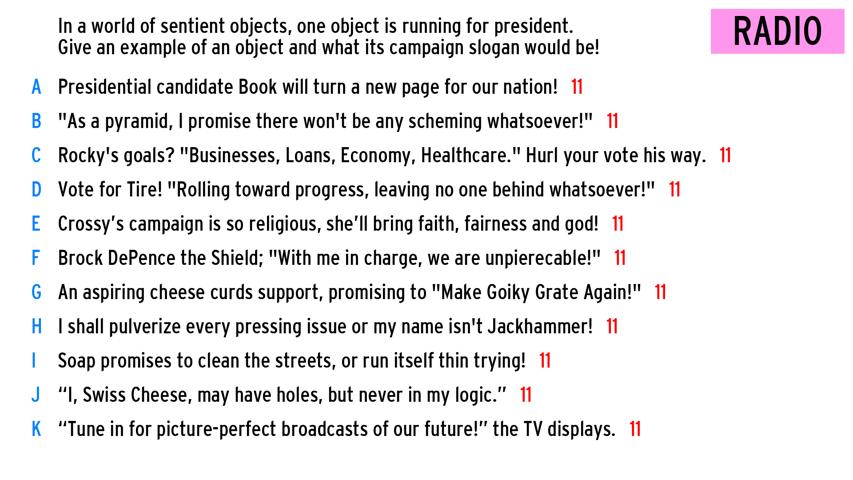 In a world of sentient objects, one object is running for president.
RADIO
Give an example of an object and what its campaign slogan would be!
A Presidential candidate Book will turn a new page for our nation! 11
B "As a pyramid, I promise there won't be any scheming whatsoever!" 11
C Rocky's goals? "Businesses, Loans, Economy, Healthcare." Hurl your vote his way. 11
D Vote for Tire! "Rolling toward progress, leaving no one behind whatsoever!" 11
E Crossy’s campaign is so religious, she’ll bring faith, fairness and god! 11
F Brock DePence the Shield; "With me in charge, we are unpierecable!" 11
G An aspiring cheese curds support, promising to "Make Goiky Grate Again!" 11
H I shall pulverize every pressing issue or my name isn't Jackhammer! 11
I Soap promises to clean the streets, or run itself thin trying! 11
J “I, Swiss Cheese, may have holes, but never in my logic.” 11
K “Tune in for picture-perfect broadcasts of our future!” the TV displays. 11